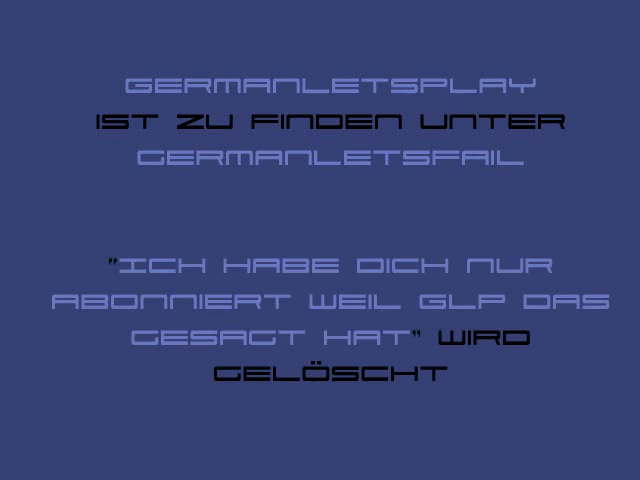 GERMANLETSPLAY
IST ZU FINDEN UNTER
GERMANLETSFAIL
"ICH HABE DICH NUR
ABONNIERT WEIL GLP DAS
GESAGT HAT" WIRD
GELÖSCHT